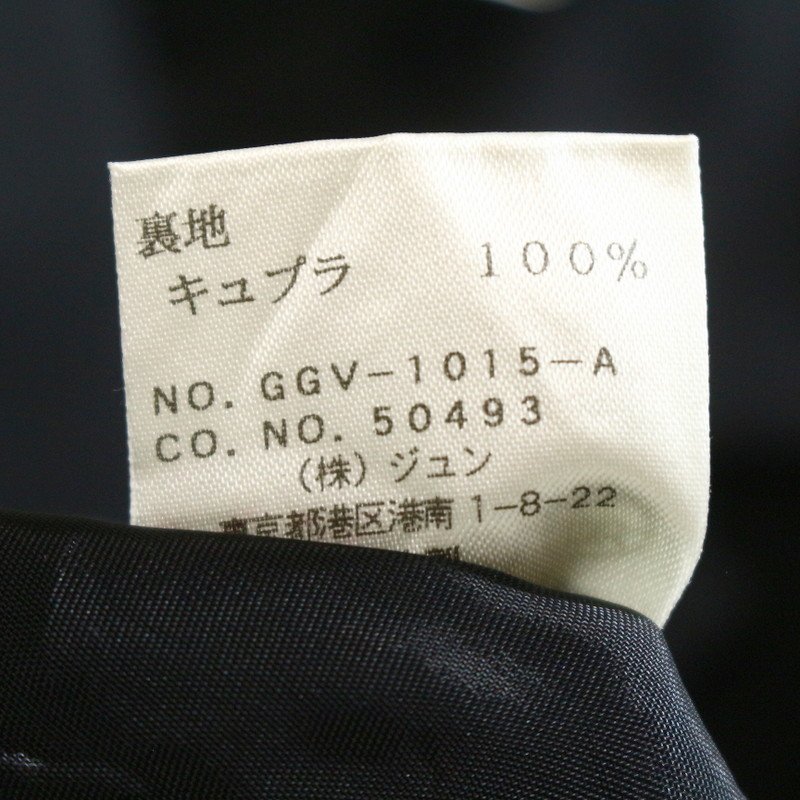 裏地
キュプラ 100%
NO. GGV-1015-A
CO. NO. 50493
(株)ジュン
東京都港区港南1-8-22